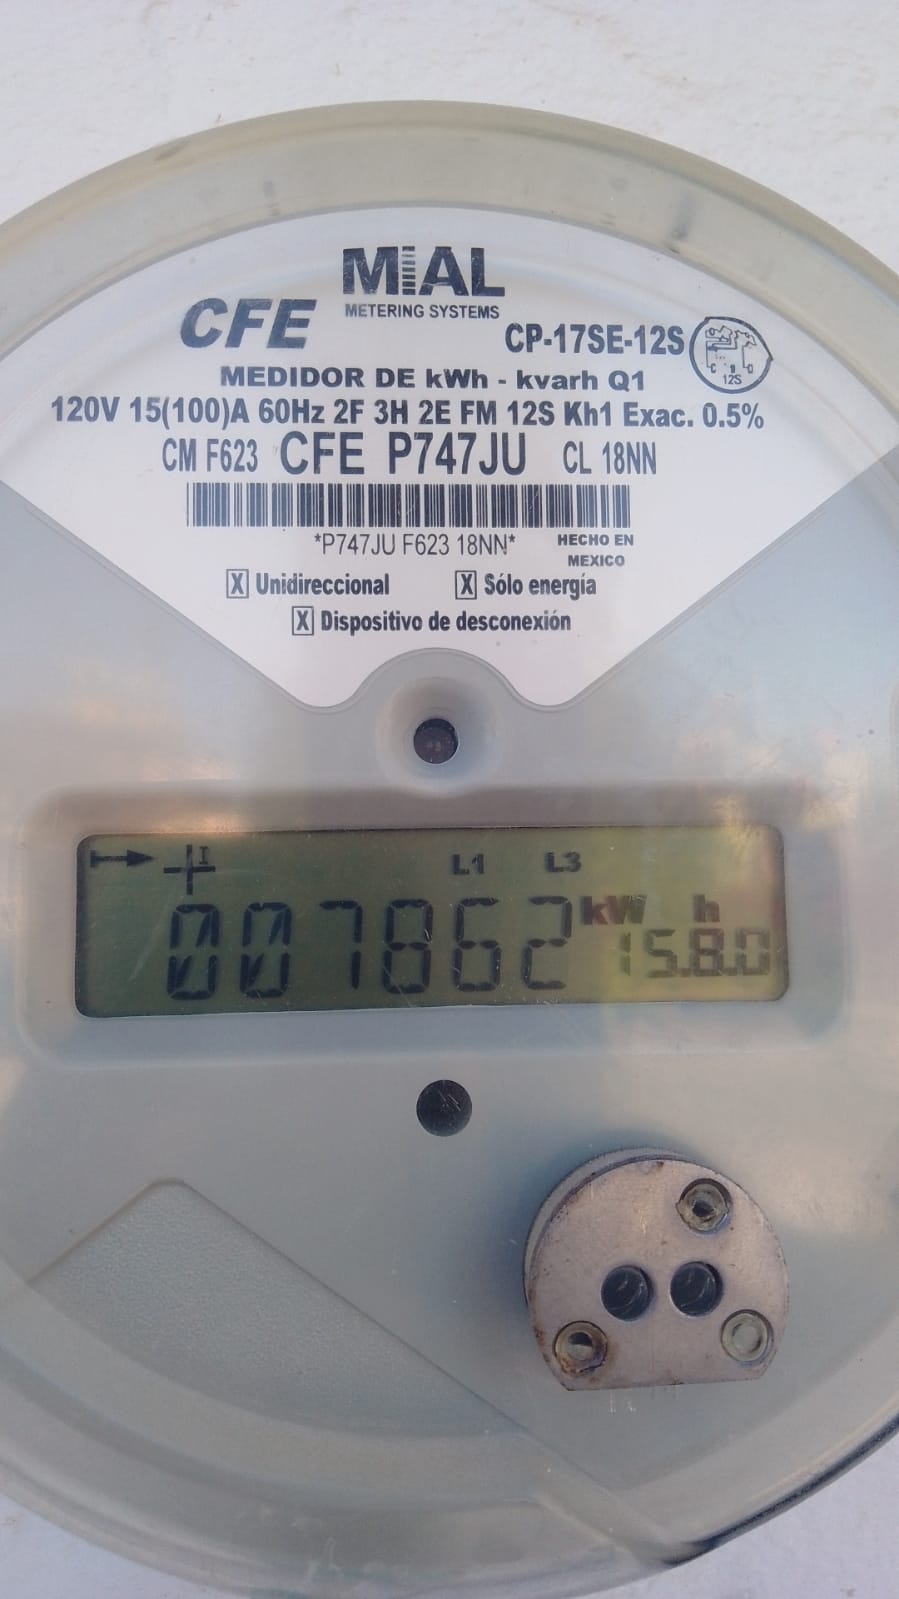 MIAL
METERING SYSTEMS
CFE
CP-17SE-12S
12S
MEDIDOR DE kWh - kvarh Q1
120V 15(100)A 60Hz 2F 3H 2E FM 12S Kh1 Exac. 0.5%
CM F623 CFE P747JU CL 18NN
*P747JU F623 18NN*
HECHO EN
MEXICO
X Unidireccional X Sólo energía
X Dispositivo de desconexión
I L1 L3
007862 kW h 15.8.0